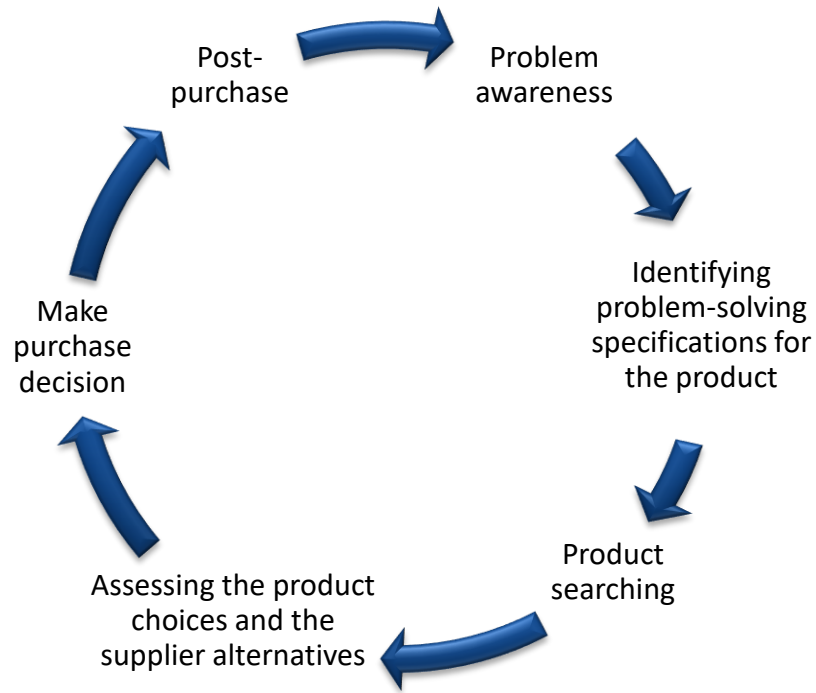 Post-
purchase
Problem
awareness
Identifying
problem-solving
specifications for
the product
Product
searching
Assessing the product
choices and the
supplier alternatives
Make
purchase
decision